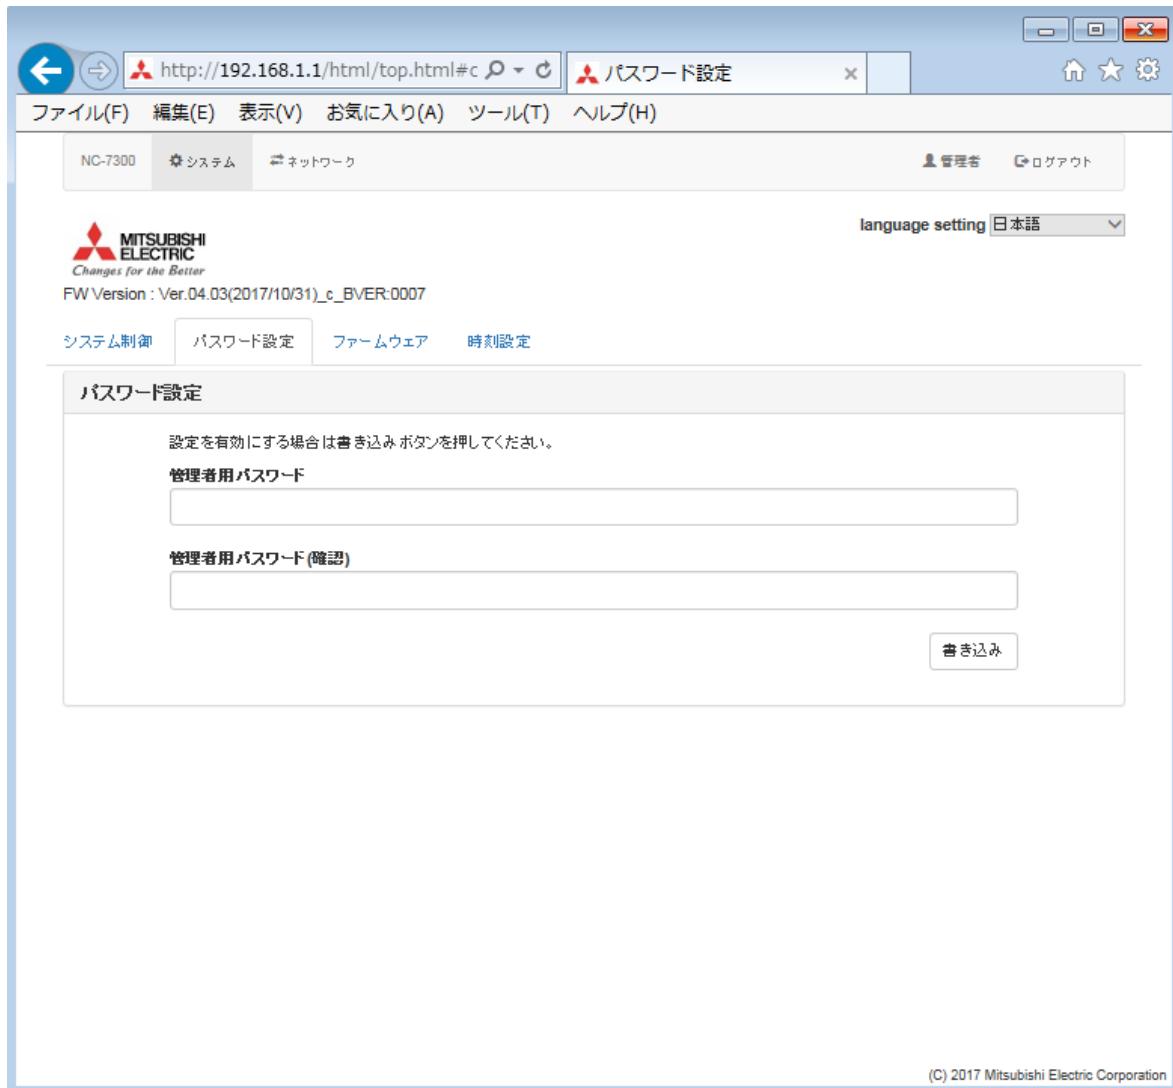 http://192.168.1.1/html/top.html#c パスワード設定
ファイル(F) 編集(E) 表示(V) お気に入り(A) ツール(T) ヘルプ(H)
NC-7300 システム ネットワーク 管理者 ログアウト
language setting 日本語
MITSUBISHI
ELECTRIC
Changes for the Better
FW Version : Ver.04.03(2017/10/31)_c_BVER:0007
システム制御 パスワード設定 ファームウェア 時刻設定
パスワード設定
設定を有効にする場合は書き込みボタンを押してください。
管理者用パスワード
管理者用パスワード(確認)
書き込み
(C) 2017 Mitsubishi Electric Corporation